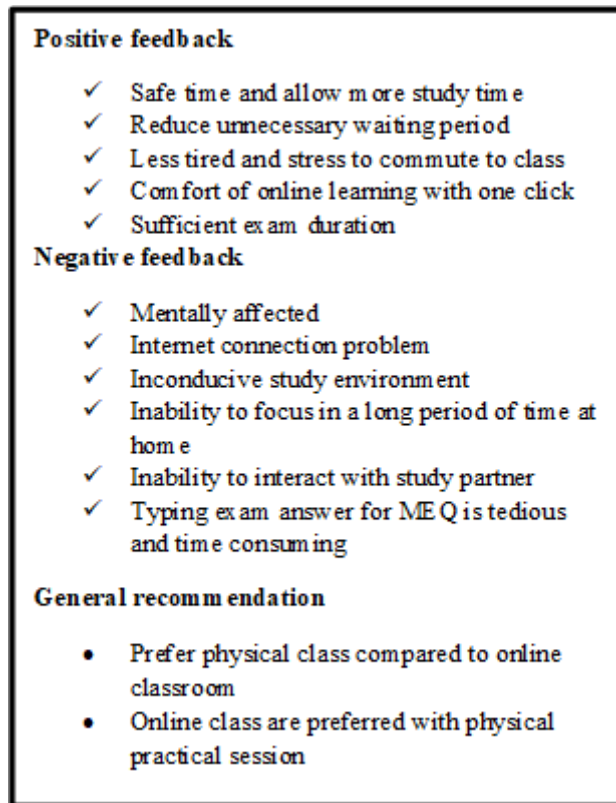 Positive feedback
✓ Safe time and allow more study time
✓ Reduce unnecessary waiting period
✓ Less tired and stress to commute to class
✓ Comfort of online learning with one click
✓ Sufficient exam duration
Negative feedback
✓ Mentally affected
✓ Internet connection problem
✓ Inconducive study environment
✓ Inability to focus in a long period of time at
home
✓ Inability to interact with study partner
✓ Typing exam answer for MEQ is tedious
and time consuming
General recommendation
• Prefer physical class compared to online
classroom
• Online class are preferred with physical
practical session